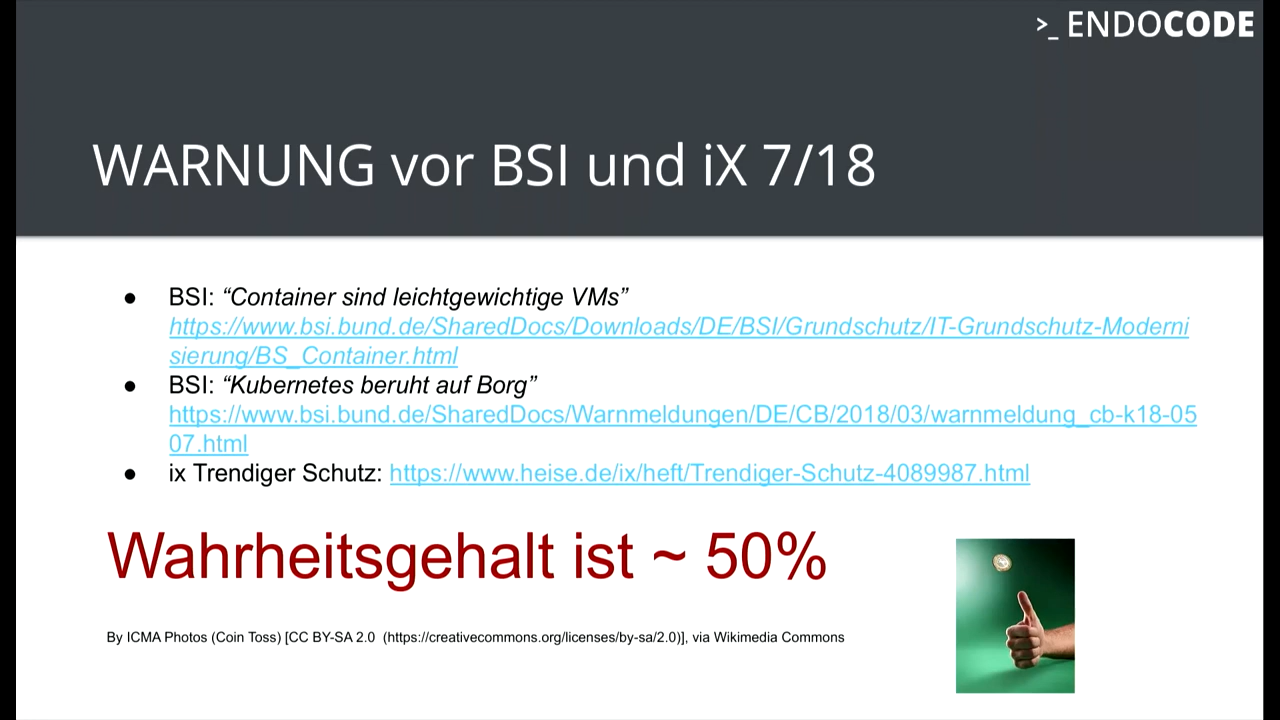 >_ ENDOCODE
WARNUNG vor BSI und iX 7/18
● BSI: “Container sind leichtgewichtige VMs”
https://www.bsi.bund.de/SharedDocs/Downloads/DE/BSI/Grundschutz/IT-Grundschutz-Moderni
sierung/BS_Container.html
● BSI: “Kubernetes beruht auf Borg”
https://www.bsi.bund.de/SharedDocs/Warnmeldungen/DE/CB/2018/03/warnmeldung_cb-k18-05
07.html
● ix Trendiger Schutz: https://www.heise.de/ix/heft/Trendiger-Schutz-4089987.html
Wahrheitsgehalt ist ~ 50%
By ICMA Photos (Coin Toss) [CC BY-SA 2.0 (https://creativecommons.org/licenses/by-sa/2.0)], via Wikimedia Commons